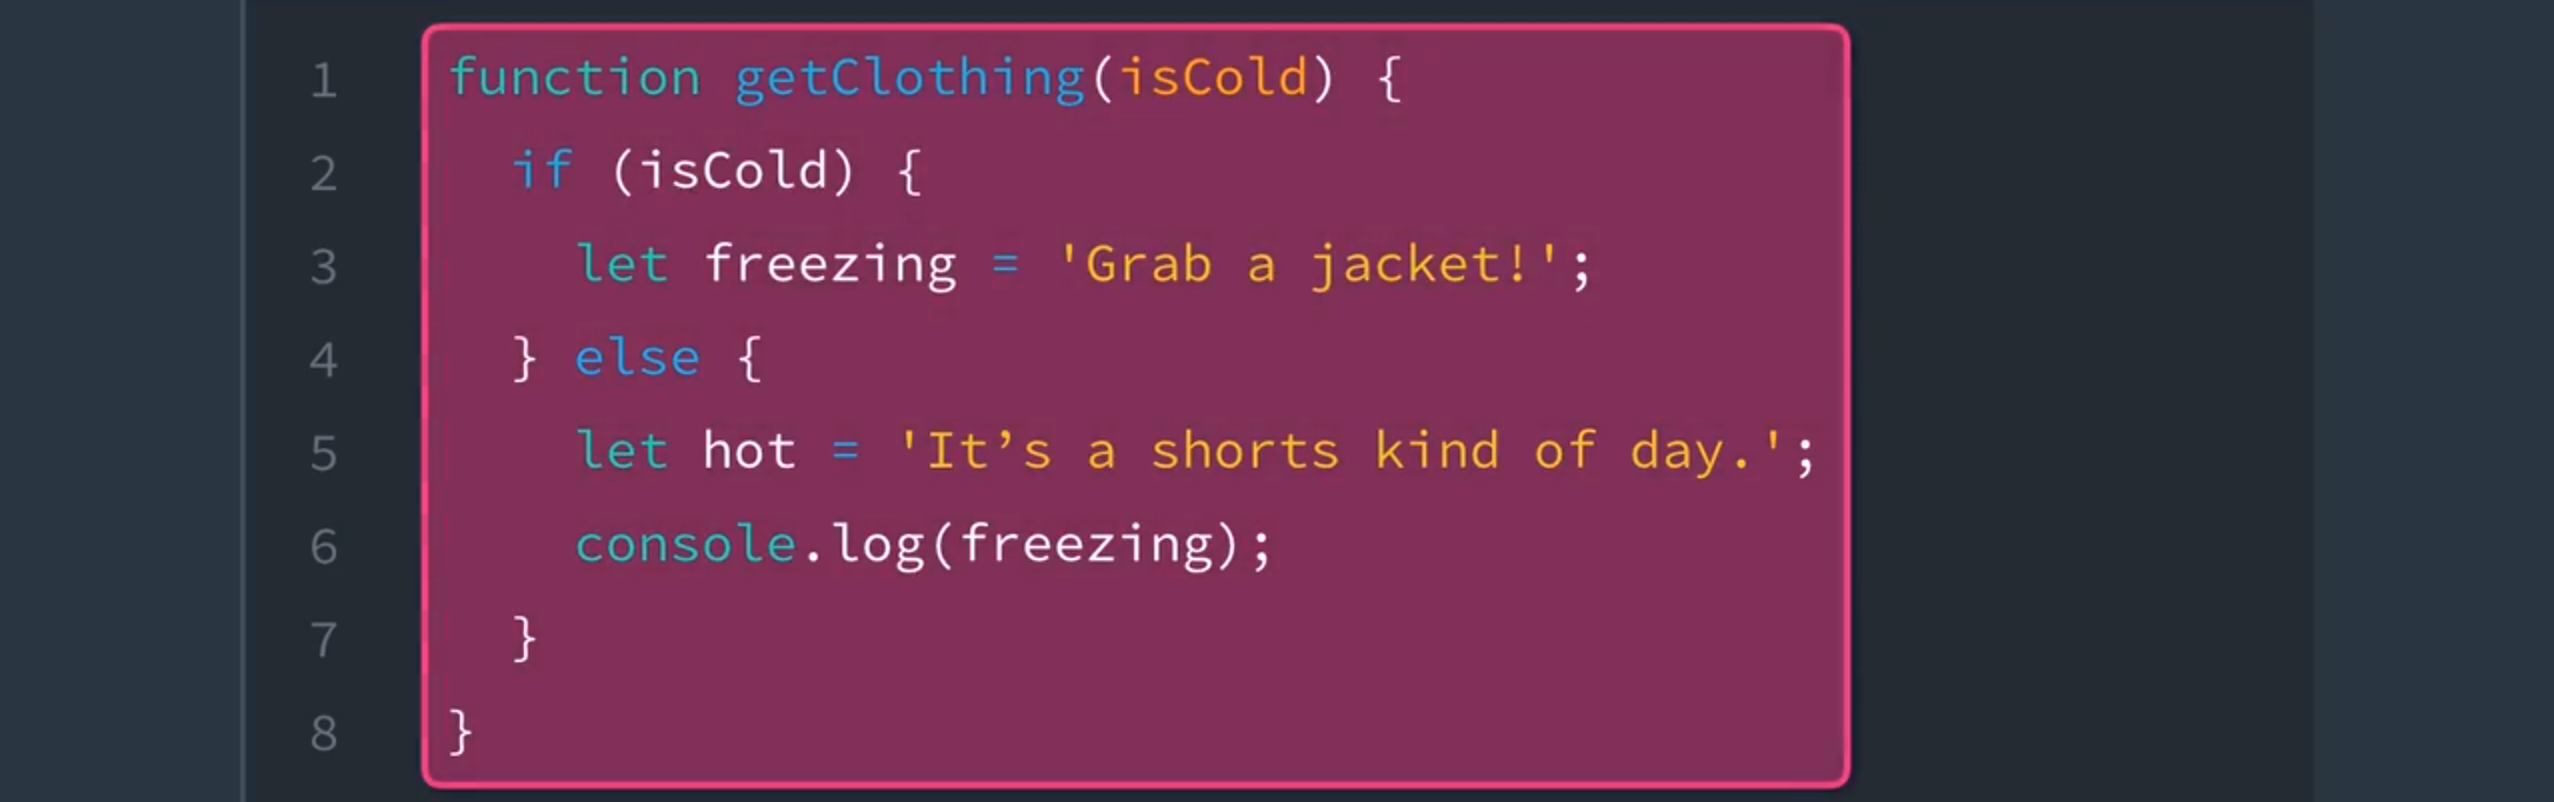 1 function getClothing(isCold) {
2 if (isCold) {
3 let freezing = 'Grab a jacket!';
4 } else {
5 let hot = 'It’s a shorts kind of day.';
6 console.log(freezing);
7 }
8 }